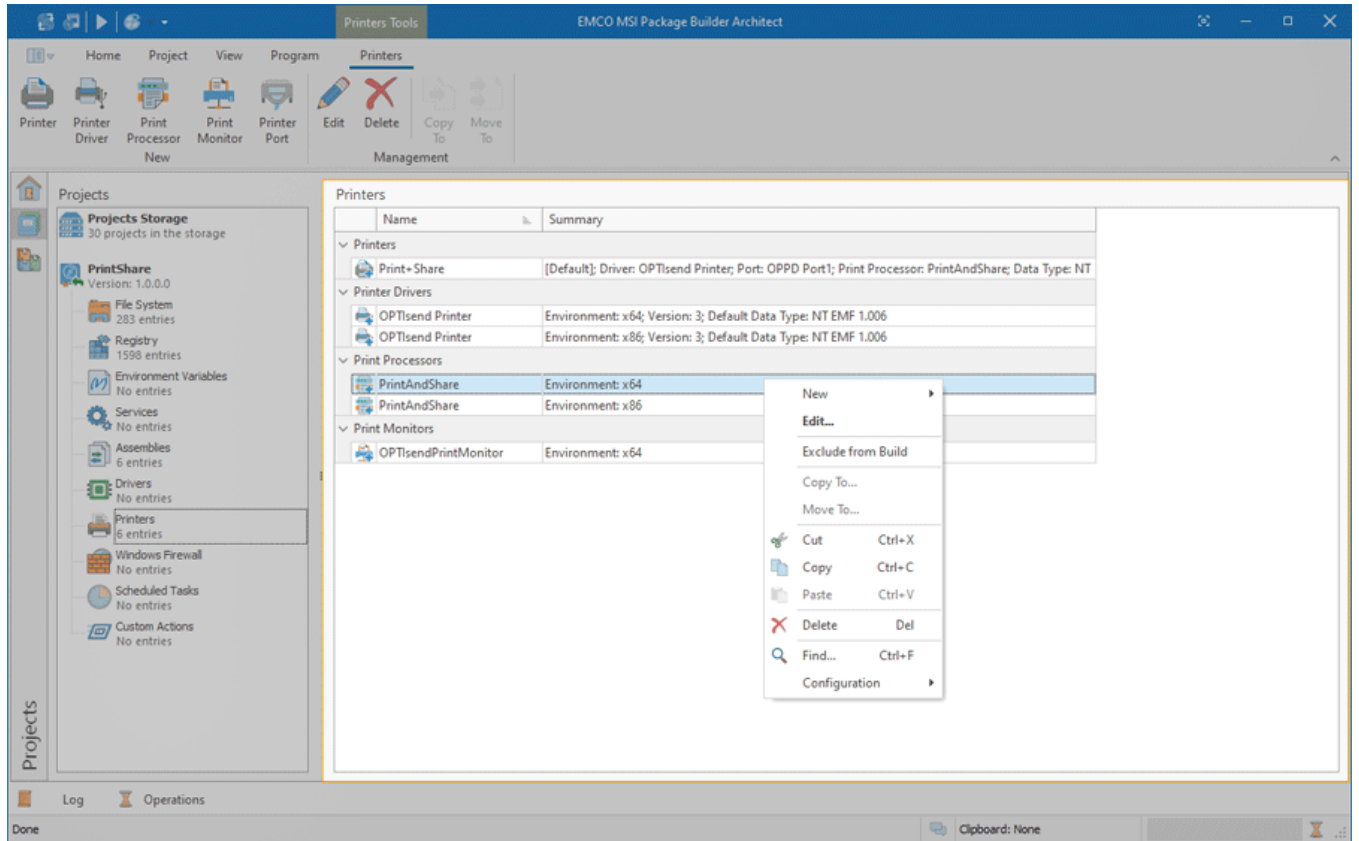 Printers Tools
EMCO MSI Package Builder Architect
Home Project View Program Printers
Printer
Printer Driver
Print Processor
Print Monitor
Printer Port
New
Edit
Delete
Copy To
Move To
Management
Projects
Projects
Projects Storage
30 projects in the storage
PrintShare
Version: 1.0.0.0
File System
283 entries
Registry
1598 entries
Environment Variables
No entries
Services
No entries
Assemblies
6 entries
Drivers
No entries
Printers
6 entries
Windows Firewall
No entries
Scheduled Tasks
No entries
Custom Actions
No entries
Printers
Name Summary
Printers
Print+Share [Default]; Driver: OPTIsend Printer; Port: OPPD Port1; Print Processor: PrintAndShare; Data Type: NT
Printer Drivers
OPTIsend Printer Environment: x64; Version: 3; Default Data Type: NT EMF 1.006
OPTIsend Printer Environment: x86; Version: 3; Default Data Type: NT EMF 1.006
Print Processors
PrintAndShare Environment: x64
PrintAndShare Environment: x86
Print Monitors
OPTIsendPrintMonitor Environment: x64
New
Edit...
Exclude from Build
Copy To...
Move To...
Cut Ctrl+X
Copy Ctrl+C
Paste Ctrl+V
Delete Del
Find... Ctrl+F
Configuration
Log Operations
Done
Clipboard: None